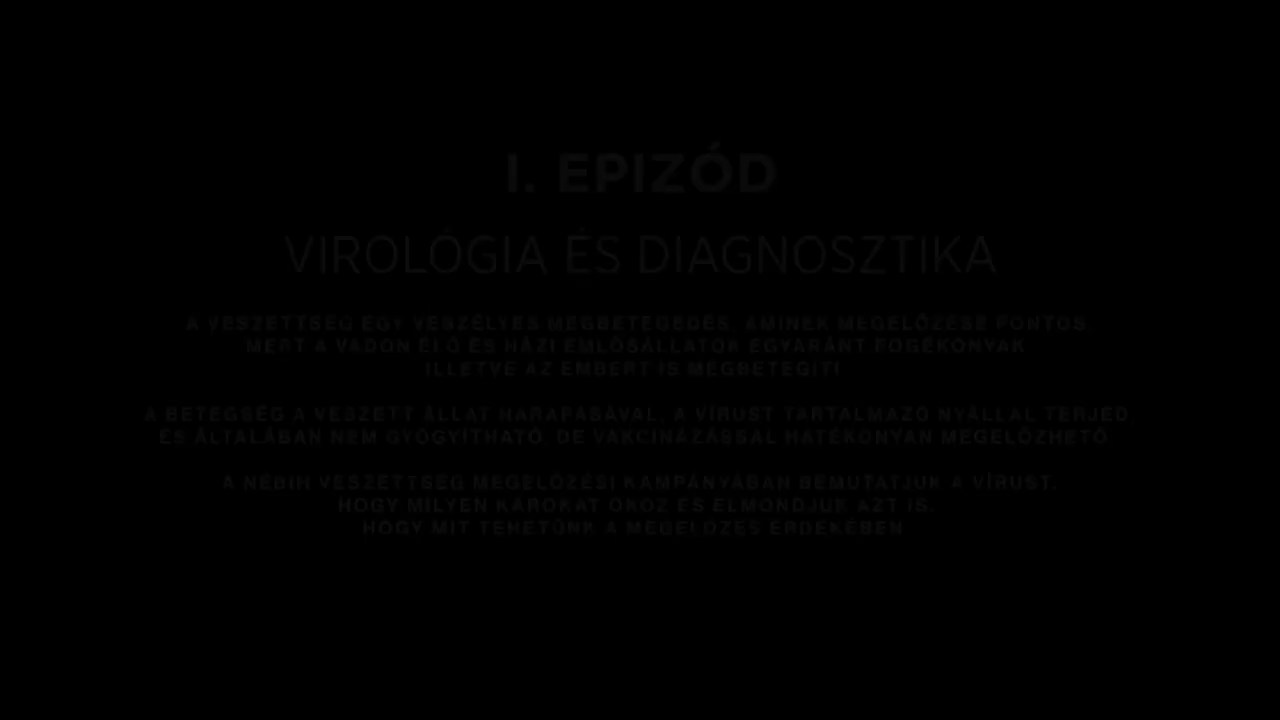 I. EPIZÓD
VIROLÓGIA ÉS DIAGNOSZTIKA
A VESZETTSÉG EGY VESZÉLYES MEGBETEGEDÉS, AMINEK MEGELŐZÉSE FONTOS,
MERT A VADON ÉLŐ ÉS HÁZI EMLŐSÁLLATOK EGYARÁNT FOGÉKONYAK
ILLETVE AZ EMBERT IS MEGBETEGÍTI
A BETEGSÉG A VESZETT ÁLLAT HARAPÁSÁVAL, A VÍRUST TARTALMAZÓ NYÁLLAL TERJED,
ÉS ÁLTALÁBAN NEM GYÓGYÍTHATÓ, DE VAKCINÁZÁSSAL HATÉKONYAN MEGELŐZHETŐ.
A NÉBIH VESZETTSÉG MEGELŐZÉSI KAMPÁNYÁBAN BEMUTATJUK A VÍRUST,
HOGY MILYEN KÁROKAT OKOZ ÉS ELMONDJUK AZT IS,
HOGY MIT TEHETÜNK A MEGELŐZÉS ÉRDEKÉBEN